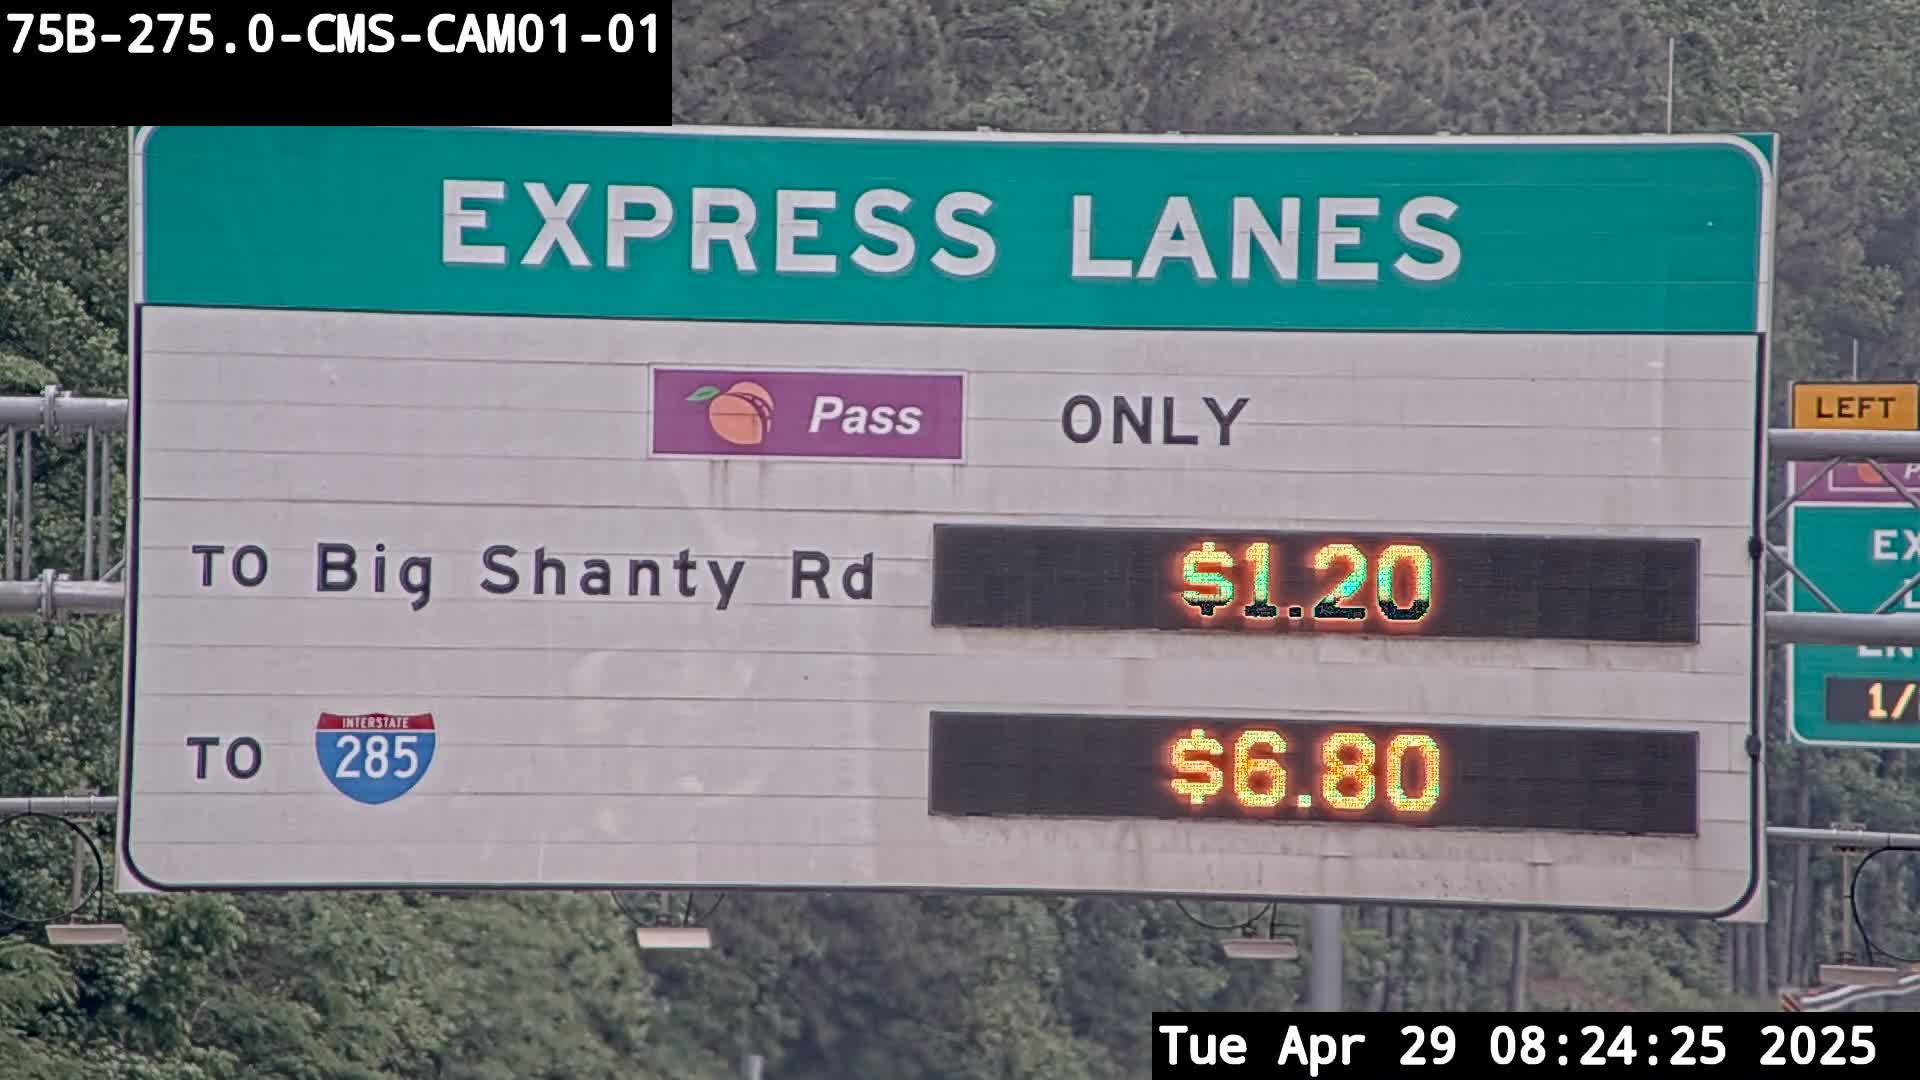 75B-275.0-CMS-CAM01-01
EXPRESS LANES
Pass ONLY
LEFT
TO Big Shanty Rd $1.20
TO INTERSTATE 285 $6.80
1/
Tue Apr 29 08:24:25 2025